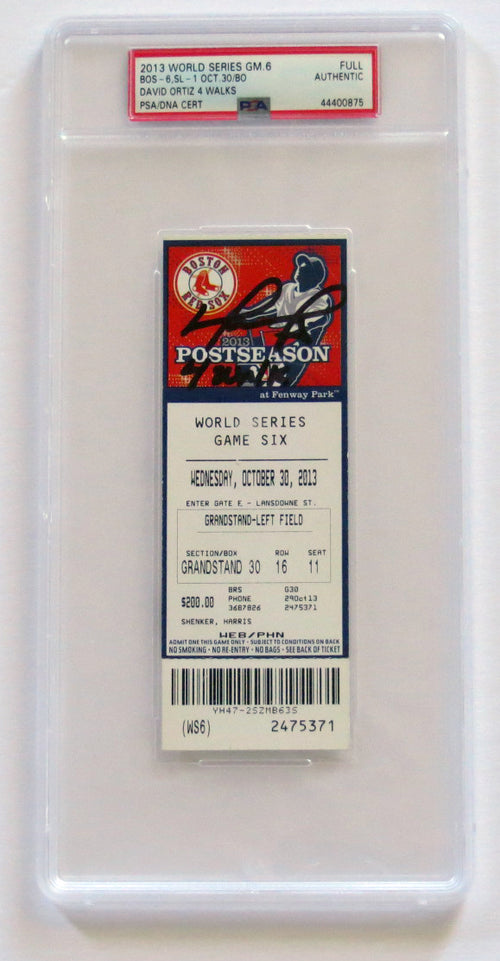 2013 WORLD SERIES GM.6 FULL
BOS-6,SL-1 OCT.30/BO AUTHENTIC
DAVID ORTIZ 4 WALKS
PSA/DNA CERT PSA 44400875
BOSTON
RED SOX
2013
POSTSEASON
4 WALKS
at Fenway Park™
WORLD SERIES
GAME SIX
WEDNESDAY, OCTOBER 30, 2013
ENTER GATE E - LANSDOWNE ST.
GRANDSTAND-LEFT FIELD
SECTION/BOX ROW SEAT
GRANDSTAND 30 16 11
BRS G30
$200.00 PHONE 29Oct13
3687826 2475371
SHENKER, HARRIS
WEB/PHN
ADMIT ONE THIS GAME ONLY · SUBJECT TO CONDITIONS ON BACK
NO SMOKING · NO RE-ENTRY · NO BAGS · SEE BACK OF TICKET
YH47-2SZMB63S
(WS6) 2475371